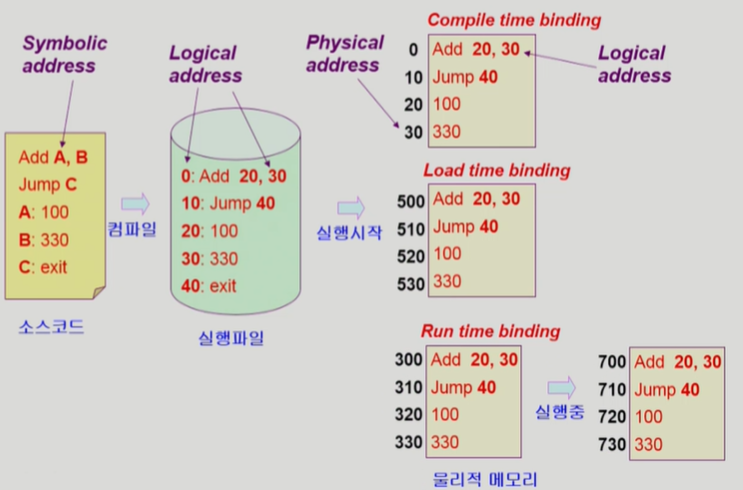 Symbolic
address
Add A, B
Jump C
A: 100
B: 330
C: exit
소스코드
컴파일
Logical
address
0: Add 20, 30
10: Jump 40
20: 100
30: 330
40: exit
실행파일
실행시작
Physical
address
Compile time binding
0 Add 20, 30
10 Jump 40
20 100
30 330
Logical
address
Load time binding
500 Add 20, 30
510 Jump 40
520 100
530 330
Run time binding
300 Add 20, 30
310 Jump 40
320 100
330 330
실행중
700 Add 20, 30
710 Jump 40
720 100
730 330
물리적 메모리